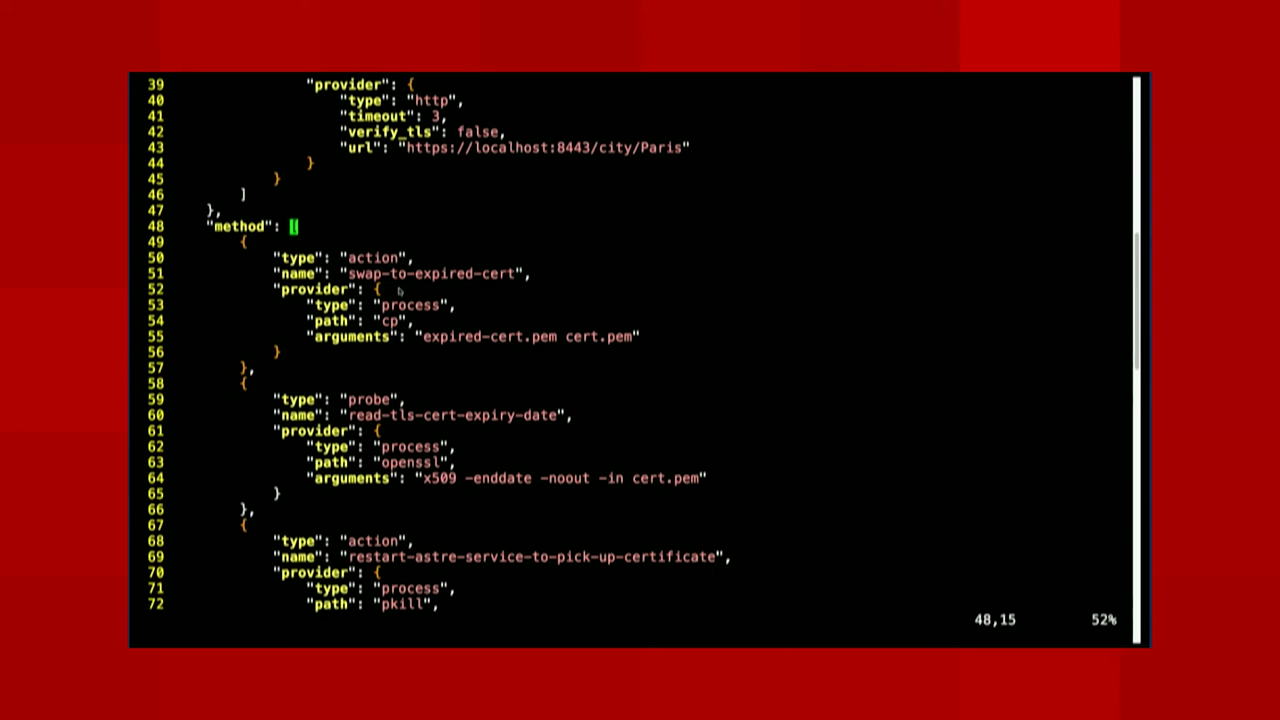 39                 "provider": {
40                     "type": "http",
41                     "timeout": 3,
42                     "verify_tls": false,
43                     "url": "https://localhost:8443/city/Paris"
44                 }
45             }
46         ]
47     },
48     "method": [
49         {
50             "type": "action",
51             "name": "swap-to-expired-cert",
52             "provider": {
53                 "type": "process",
54                 "path": "cp",
55                 "arguments": "expired-cert.pem cert.pem"
56             }
57         },
58         {
59             "type": "probe",
60             "name": "read-tls-cert-expiry-date",
61             "provider": {
62                 "type": "process",
63                 "path": "openssl",
64                 "arguments": "x509 -enddate -noout -in cert.pem"
65             }
66         },
67         {
68             "type": "action",
69             "name": "restart-astre-service-to-pick-up-certificate",
70             "provider": {
71                 "type": "process",
72                 "path": "pkill",
48,15 52%